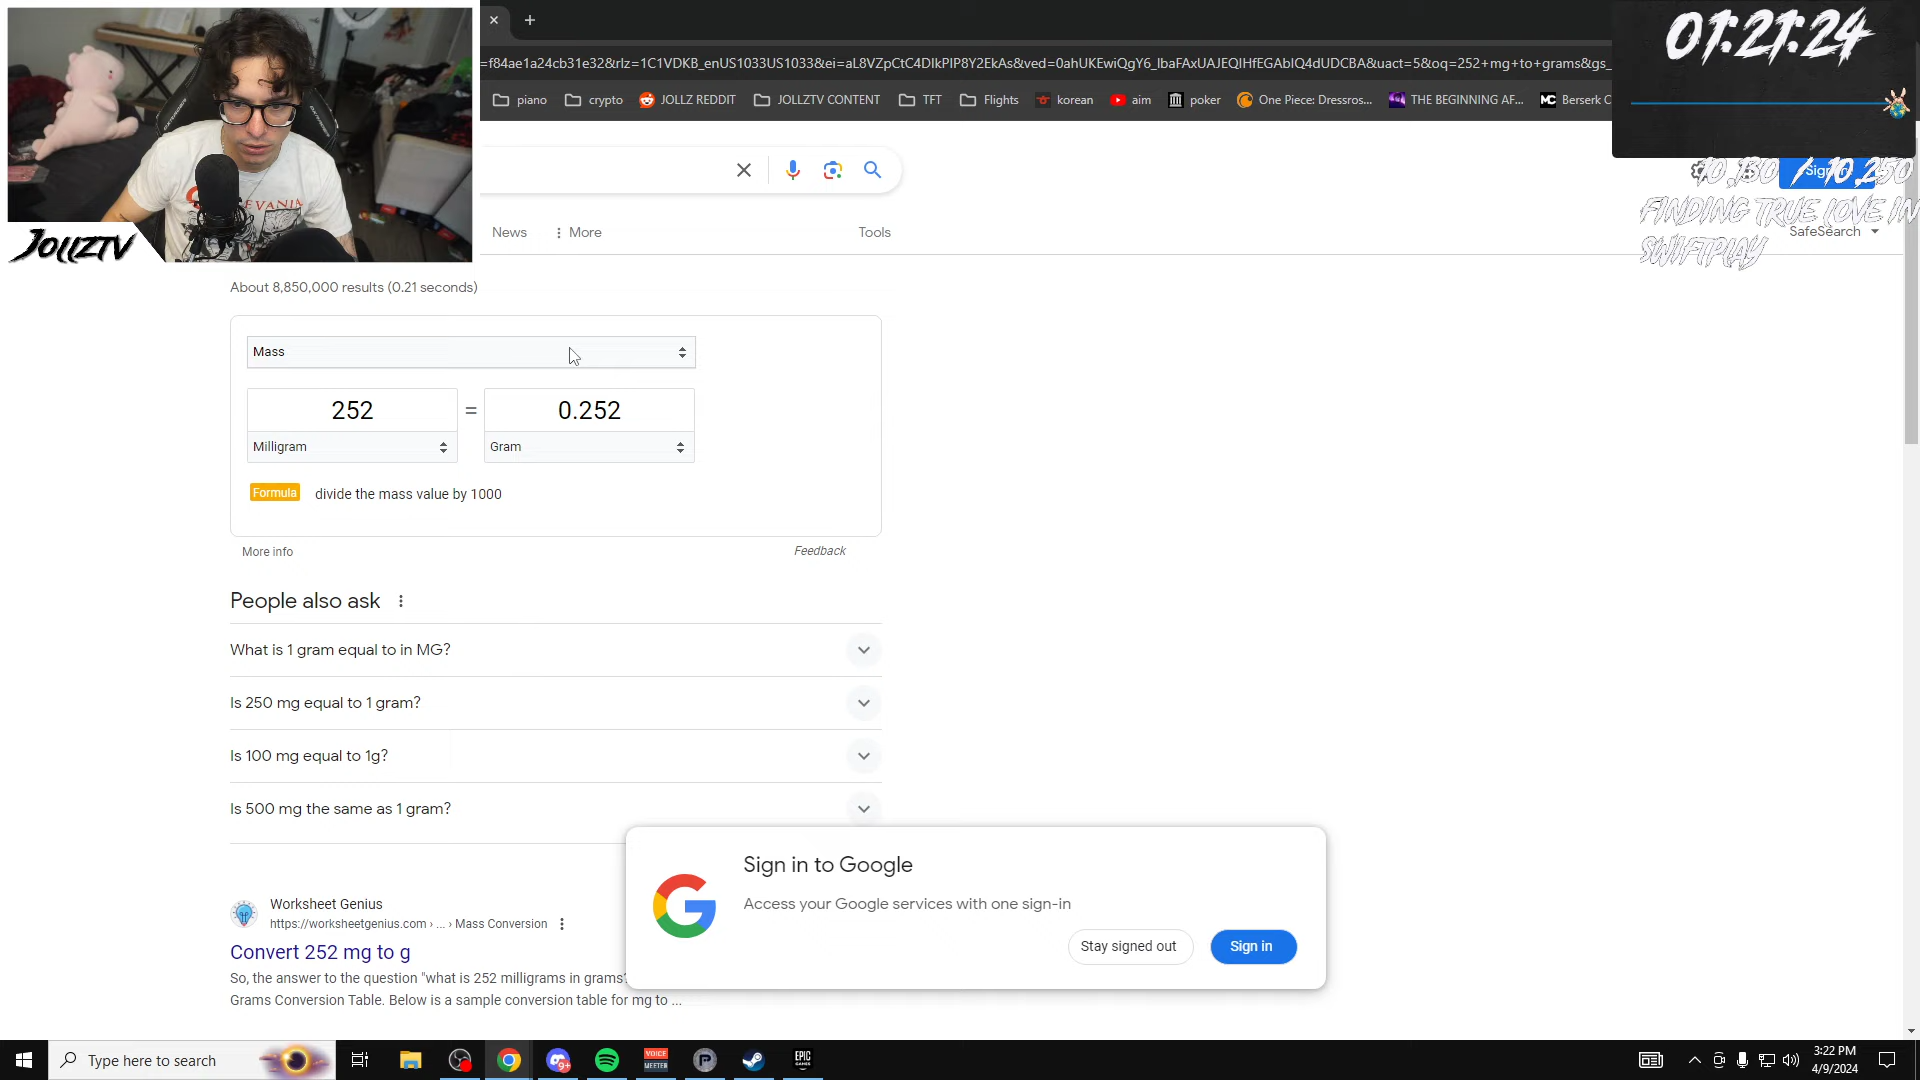 01:21:24
=f84ae1a24cb31e32&rlz=1C1VDKB_enUS1033US1033&ei=aL8VZpCtC4DlkPIP8Y2EkAs&ved=0ahUKEwiQgY6_lbaFAxUAJEQIHfEGAbIQ4dUDCBA&uact=5&oq=252+mg+to+grams&gs_
piano crypto JOLLZ REDDIT JOLLZTV CONTENT TFT Flights korean aim poker One Piece: Dressros... THE BEGINNING AF... Berserk C
10,130 / 10,250
FINDING TRUE LOVE IN
SWIFTPLAY
JOLLZTV
News More Tools SafeSearch
About 8,850,000 results (0.21 seconds)
Mass
252 = 0.252
Milligram Gram
Formula divide the mass value by 1000
More info Feedback
People also ask
What is 1 gram equal to in MG?
Is 250 mg equal to 1 gram?
Is 100 mg equal to 1g?
Is 500 mg the same as 1 gram?
Sign in to Google
Access your Google services with one sign-in
Stay signed out Sign in
Worksheet Genius
https://worksheetgenius.com › ... › Mass Conversion
Convert 252 mg to g
So, the answer to the question "what is 252 milligrams in grams?
Grams Conversion Table. Below is a sample conversion table for mg to ...
Type here to search
9+
VOICE
MEETER
EPIC
GAMES
3:22 PM
4/9/2024